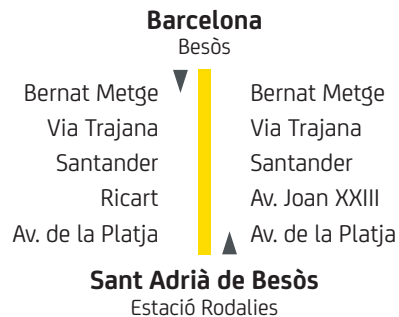 Barcelona
Besòs
Bernat Metge Bernat Metge
Via Trajana Via Trajana
Santander Santander
Ricart Av. Joan XXIII
Av. de la Platja Av. de la Platja
Sant Adrià de Besòs
Estació Rodalies